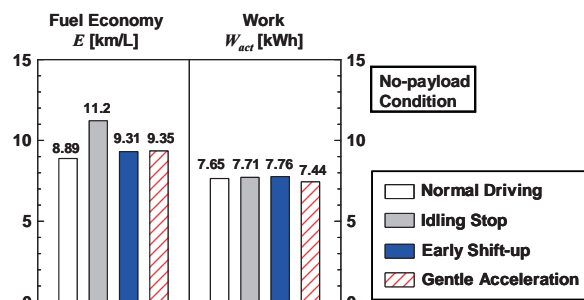 Fuel Economy
E [km/L]
Work
W_act [kWh]
15
15
No-payload
Condition
11.2
8.89
9.31
9.35
10
10
7.65
7.71
7.76
7.44
Normal Driving
Idling Stop
5
5
Early Shift-up
Gentle Acceleration
0
0